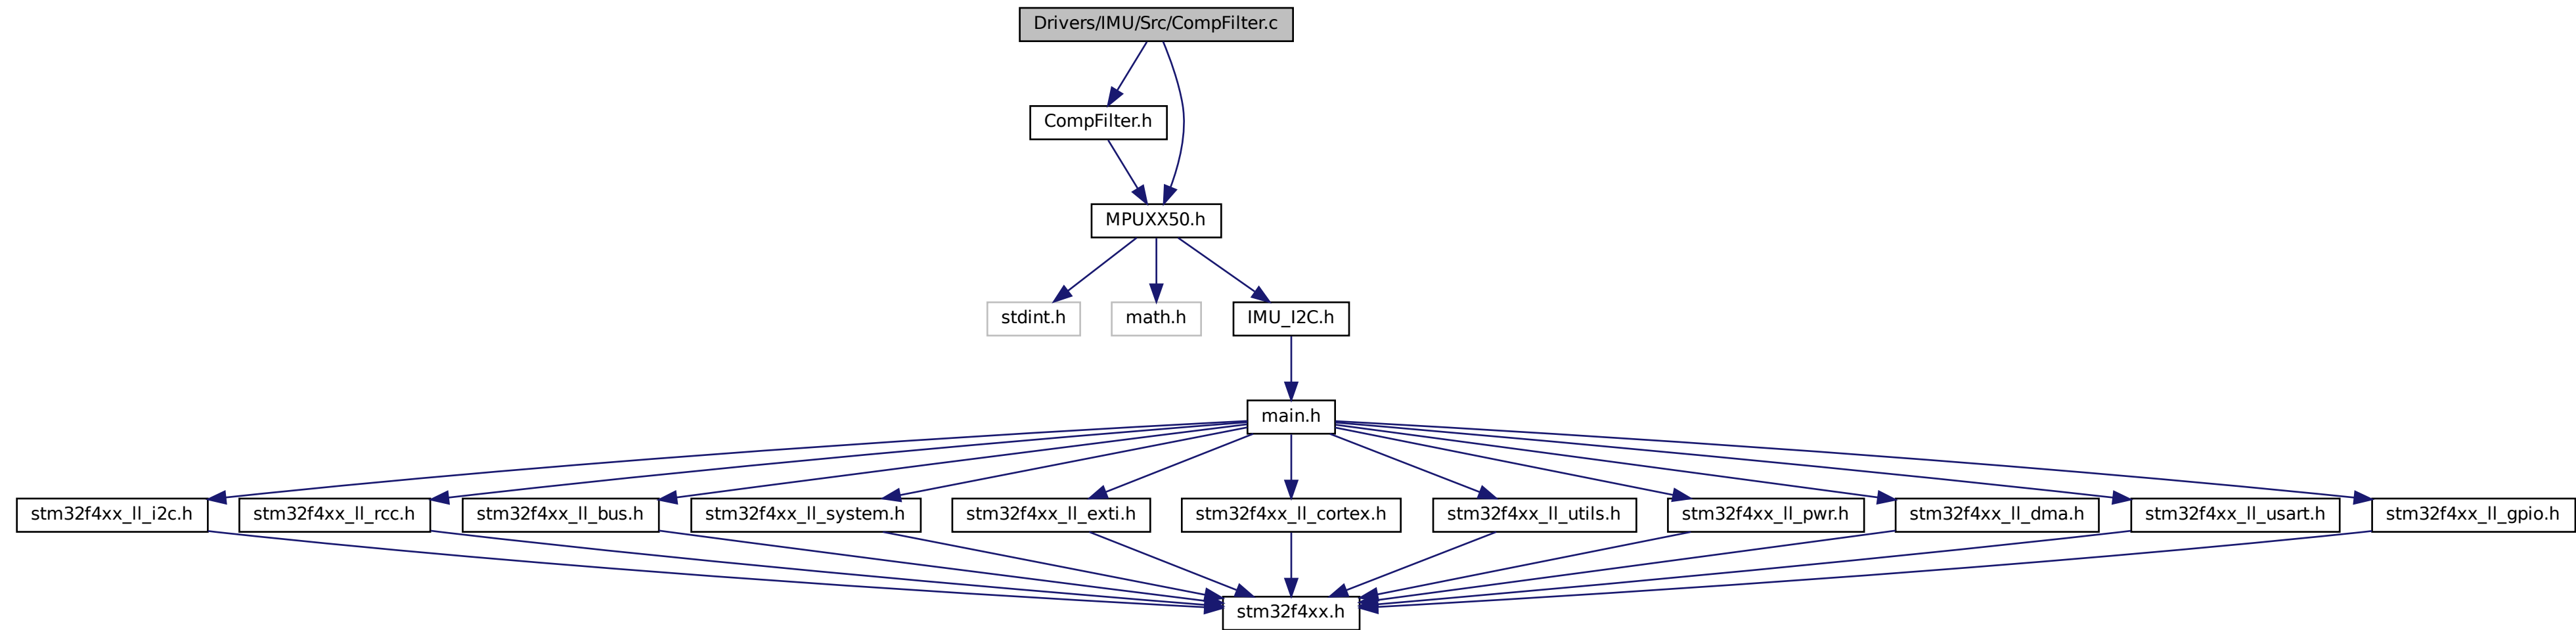 Drivers/IMU/Src/CompFilter.c
CompFilter.h
MPUXX50.h
stdint.h
math.h
IMU_I2C.h
main.h
stm32f4xx_ll_i2c.h
stm32f4xx_ll_rcc.h
stm32f4xx_ll_bus.h
stm32f4xx_ll_system.h
stm32f4xx_ll_exti.h
stm32f4xx_ll_cortex.h
stm32f4xx_ll_utils.h
stm32f4xx_ll_pwr.h
stm32f4xx_ll_dma.h
stm32f4xx_ll_usart.h
stm32f4xx_ll_gpio.h
stm32f4xx.h